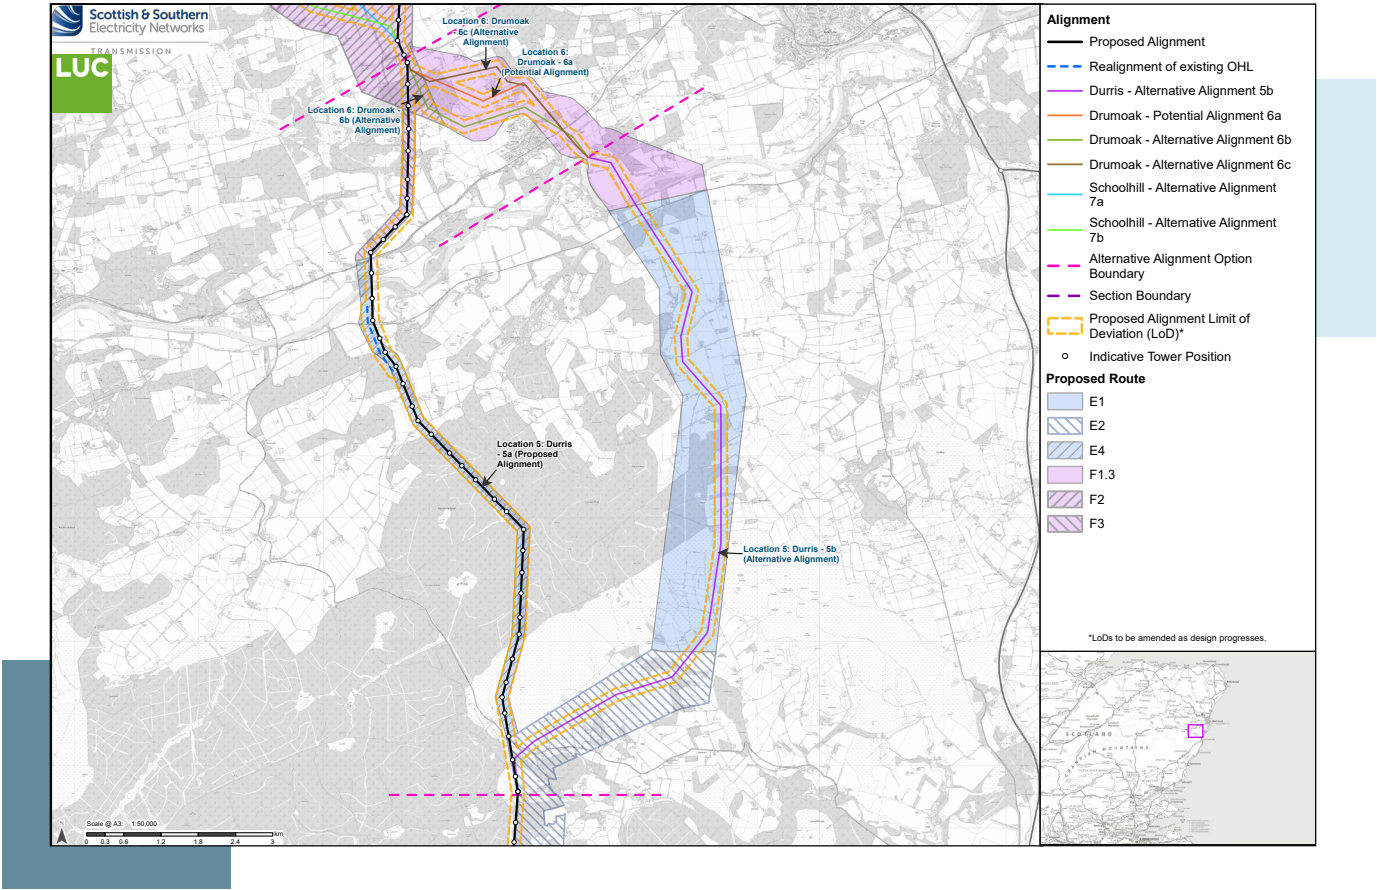 Scottish & Southern
Electricity Networks
TRANSMISSION
LUC
Location 6: Drumoak
6c (Alternative
Alignment)
Location 6:
Drumoak - 6a
(Potential Alignment)
Location 6: Drumoak -
6b (Alternative
Alignment)
Location 5: Durris
- 5a (Proposed
Alignment)
Location 5: Durris - 5b
(Alternative Alignment)
N
Scale @ A3: 1:50,000
km
0 0.3 0.6 1.2 1.8 2.4 3
Alignment
Proposed Alignment
Realignment of existing OHL
Durris - Alternative Alignment 5b
Drumoak - Potential Alignment 6a
Drumoak - Alternative Alignment 6b
Drumoak - Alternative Alignment 6c
Schoolhill - Alternative Alignment
7a
Schoolhill - Alternative Alignment
7b
Alternative Alignment Option
Boundary
Section Boundary
Proposed Alignment Limit of
Deviation (LoD)*
Indicative Tower Position
Proposed Route
E1
E2
E4
F1.3
F2
F3
*LoDs to be amended as design progresses.
SCOTLAND
GRAMPIAN MOUNTAINS